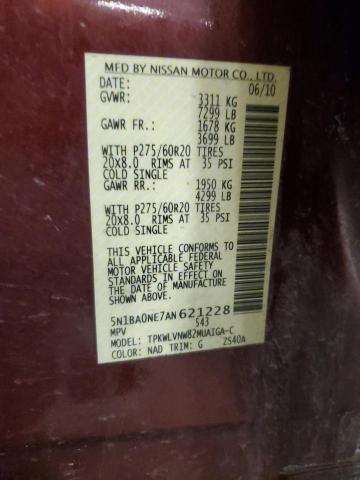 MFD BY NISSAN MOTOR CO., LTD.
DATE: 06/10
GVWR: 3311 KG
7299 LB
GAWR FR.: 1678 KG
3699 LB
WITH P275/60R20 TIRES
20X8.0 RIMS AT 35 PSI
COLD SINGLE
GAWR RR.: 1950 KG
4299 LB
WITH P275/60R20 TIRES
20X8.0 RIMS AT 35 PSI
COLD SINGLE
THIS VEHICLE CONFORMS TO
ALL APPLICABLE FEDERAL
MOTOR VEHICLE SAFETY
STANDARDS IN EFFECT ON THE
DATE OF MANUFACTURE SHOWN
ABOVE.
5N1BA0NE7AN 621228
MPV 543
MODEL: TPKWLVNW82MUAIGA-C
COLOR: NAD TRIM: G ZS40A